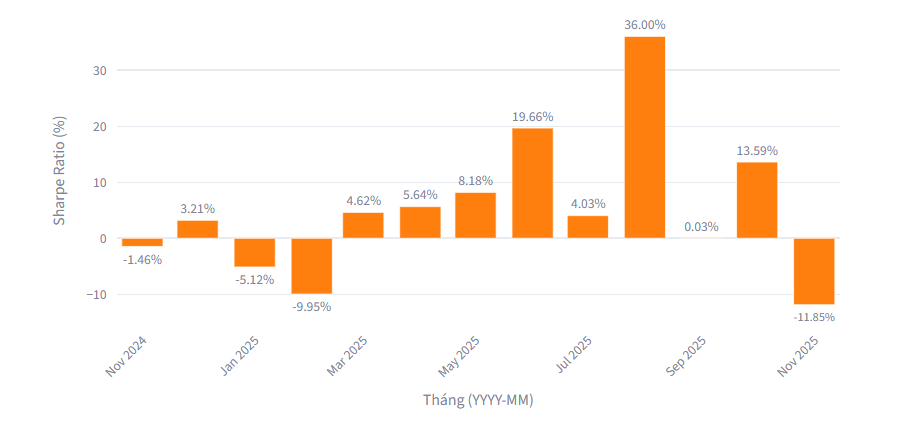 36.00%
30
19.66%
20
13.59%
8.18%
10
5.64%
4.62%
4.03%
3.21%
0.03%
0
-1.46%
-5.12%
-9.95%
−10
-11.85%
Sharpe Ratio (%)
Nov 2024
Jan 2025
Mar 2025
May 2025
Jul 2025
Sep 2025
Nov 2025
Tháng (YYYY-MM)